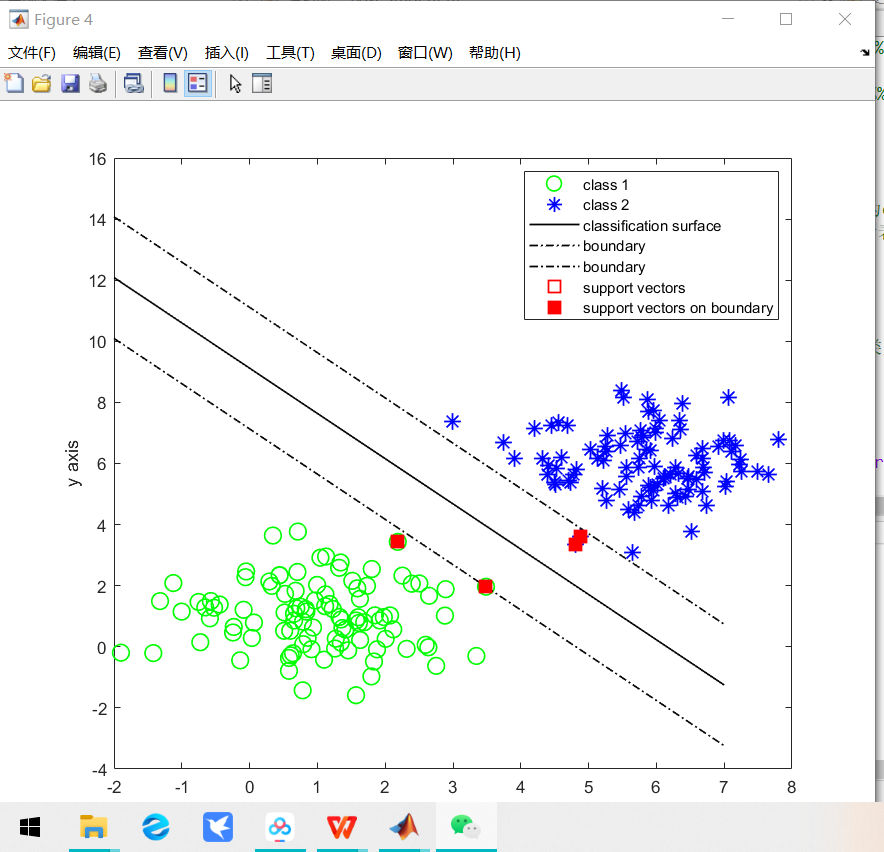 Figure 4
文件(F) 编辑(E) 查看(V) 插入(I) 工具(T) 桌面(D) 窗口(W) 帮助(H)
class 1
class 2
classification surface
boundary
boundary
support vectors
support vectors on boundary
y axis
16
14
12
10
8
6
4
2
0
-2
-4
-2 -1 0 1 2 3 4 5 6 7 8